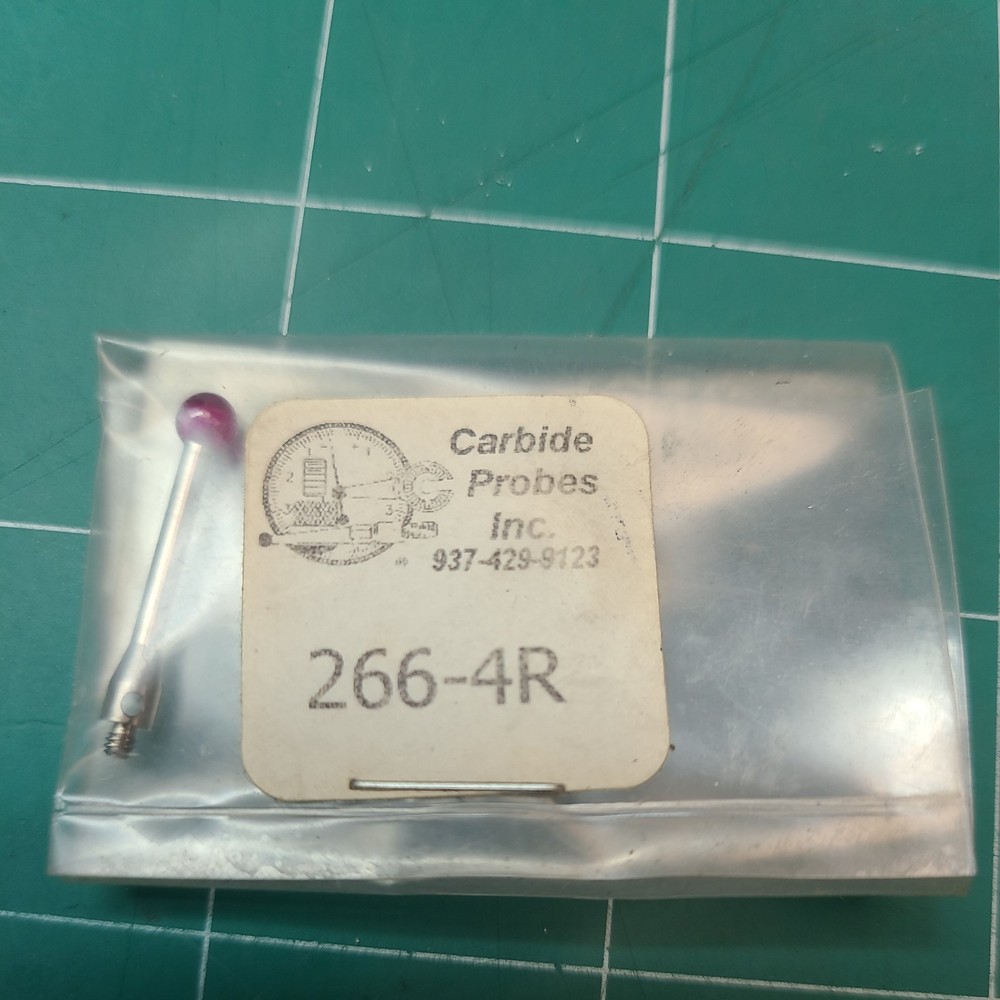 Carbide
Probes
Inc.
937-429-9123
266-4R